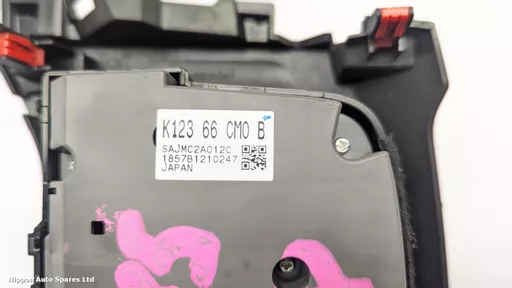 K123 66 CM0 B
SAJMC2A012C
1857B1210247
JAPAN
Nippon Auto Spares Ltd